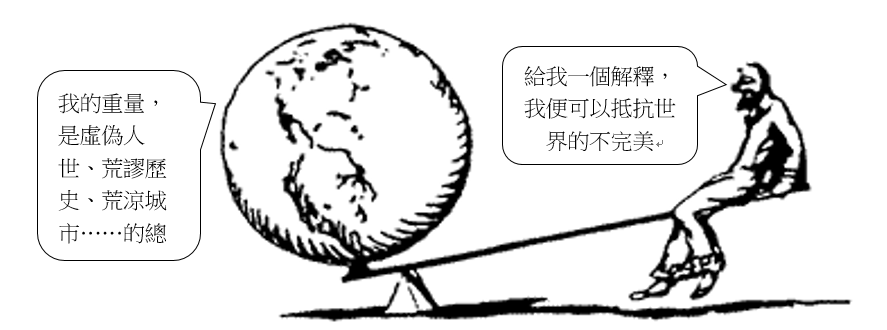 我的重量，
是虛偽人
世、荒謬歷
史、荒涼城
市……的總
給我一個解釋，
我便可以抵抗世
界的不完美